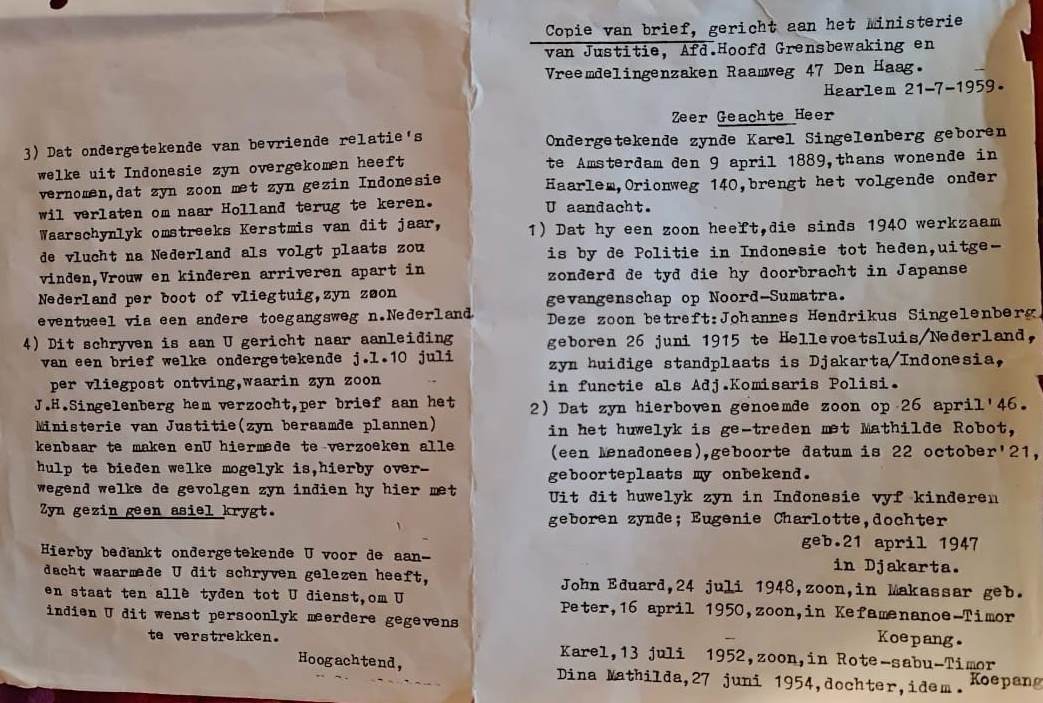 Copie van brief, gericht aan het Ministerie
van Justitie, Afd.Hoofd Grensbewaking en
Vreemdelingenzaken Raamweg 47 Den Haag.
Haarlem 21-7-1959.
Zeer Geachte Heer
Ondergetekende zynde Karel Singelenberg geboren
te Amsterdam den 9 april 1889,thans wonende in
Haarlem,Orionweg 140,brengt het volgende onder
U aandacht.
1) Dat hy een zoon heeft,die sinds 1940 werkzaam
is by de Politie in Indonesie tot heden,uitge-
zonderd de tyd die hy doorbracht in Japanse
gevangenschap op Noord-Sumatra.
Deze zoon betreft:Johannes Hendrikus Singelenberg
geboren 26 juni 1915 te Hellevoetsluis/Nederland,
zyn huidige standplaats is Djakarta/Indonesia,
in functie als Adj.Komisaris Polisi.
2) Dat zyn hierboven genoemde zoon op 26 april'46.
in het huwelyk is ge-treden met Mathilde Robot,
(een Menadonees),geboorte datum is 22 october'21,
geboorteplaats my onbekend.
Uit dit huwelyk zyn in Indonesie vyf kinderen
geboren zynde; Eugenie Charlotte,dochter
geb.21 april 1947
in Djakarta.
John Eduard,24 juli 1948,zoon,in Makassar geb.
Peter,16 april 1950,zoon,in Kefamenanoe-Timor
Koepang.
Karel,13 juli 1952,zoon,in Rote-sabu-Timor
Dina Mathilda,27 juni 1954,dochter,idem. Koepang
3) Dat ondergetekende van bevriende relatie's
welke uit Indonesie zyn overgekomen heeft
vernomen,dat zyn zoon met zyn gezin Indonesie
wil verlaten om naar Holland terug te keren.
Waarschynlyk omstreeks Kerstmis van dit jaar,
de vlucht na Nederland als volgt plaats zou
vinden,Vrouw en kinderen arriveren apart in
Nederland per boot of vliegtuig,zyn zoon
eventueel via een andere toegangsweg n.Nederland
4) Dit schryven is aan U gericht naar aanleiding
van een brief welke ondergetekende j.l.10 juli
per vliegpost ontving,waarin zyn zoon
J.H.Singelenberg hem verzocht,per brief aan het
Ministerie van Justitie(zyn beraamde plannen)
kenbaar te maken enU hiermede te verzoeken alle
hulp te bieden welke mogelyk is,hierby over-
wegend welke de gevolgen zyn indien hy hier met
Zyn gezin geen asiel krygt.
Hierby bedankt ondergetekende U voor de aan-
dacht waarmede U dit schryven gelezen heeft,
en staat ten allè tyden tot U dienst,om U
indien U dit wenst persoonlyk meerdere gegevens
te verstrekken.
Hoogachtend,